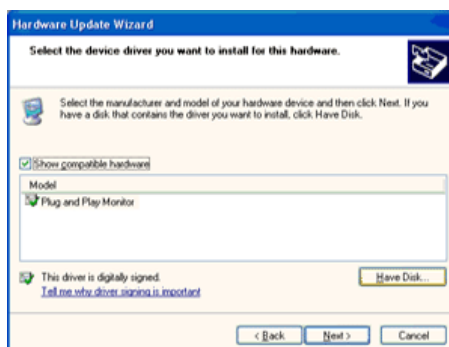 Hardware Update Wizard
Select the device driver you want to install for this hardware.
Select the manufacturer and model of your hardware device and then click Next. If you
have a disk that contains the driver you want to install, click Have Disk.
Show compatible hardware
Model
Plug and Play Monitor
This driver is digitally signed.
Tell me why driver signing is important
Have Disk...
< Back
Next >
Cancel